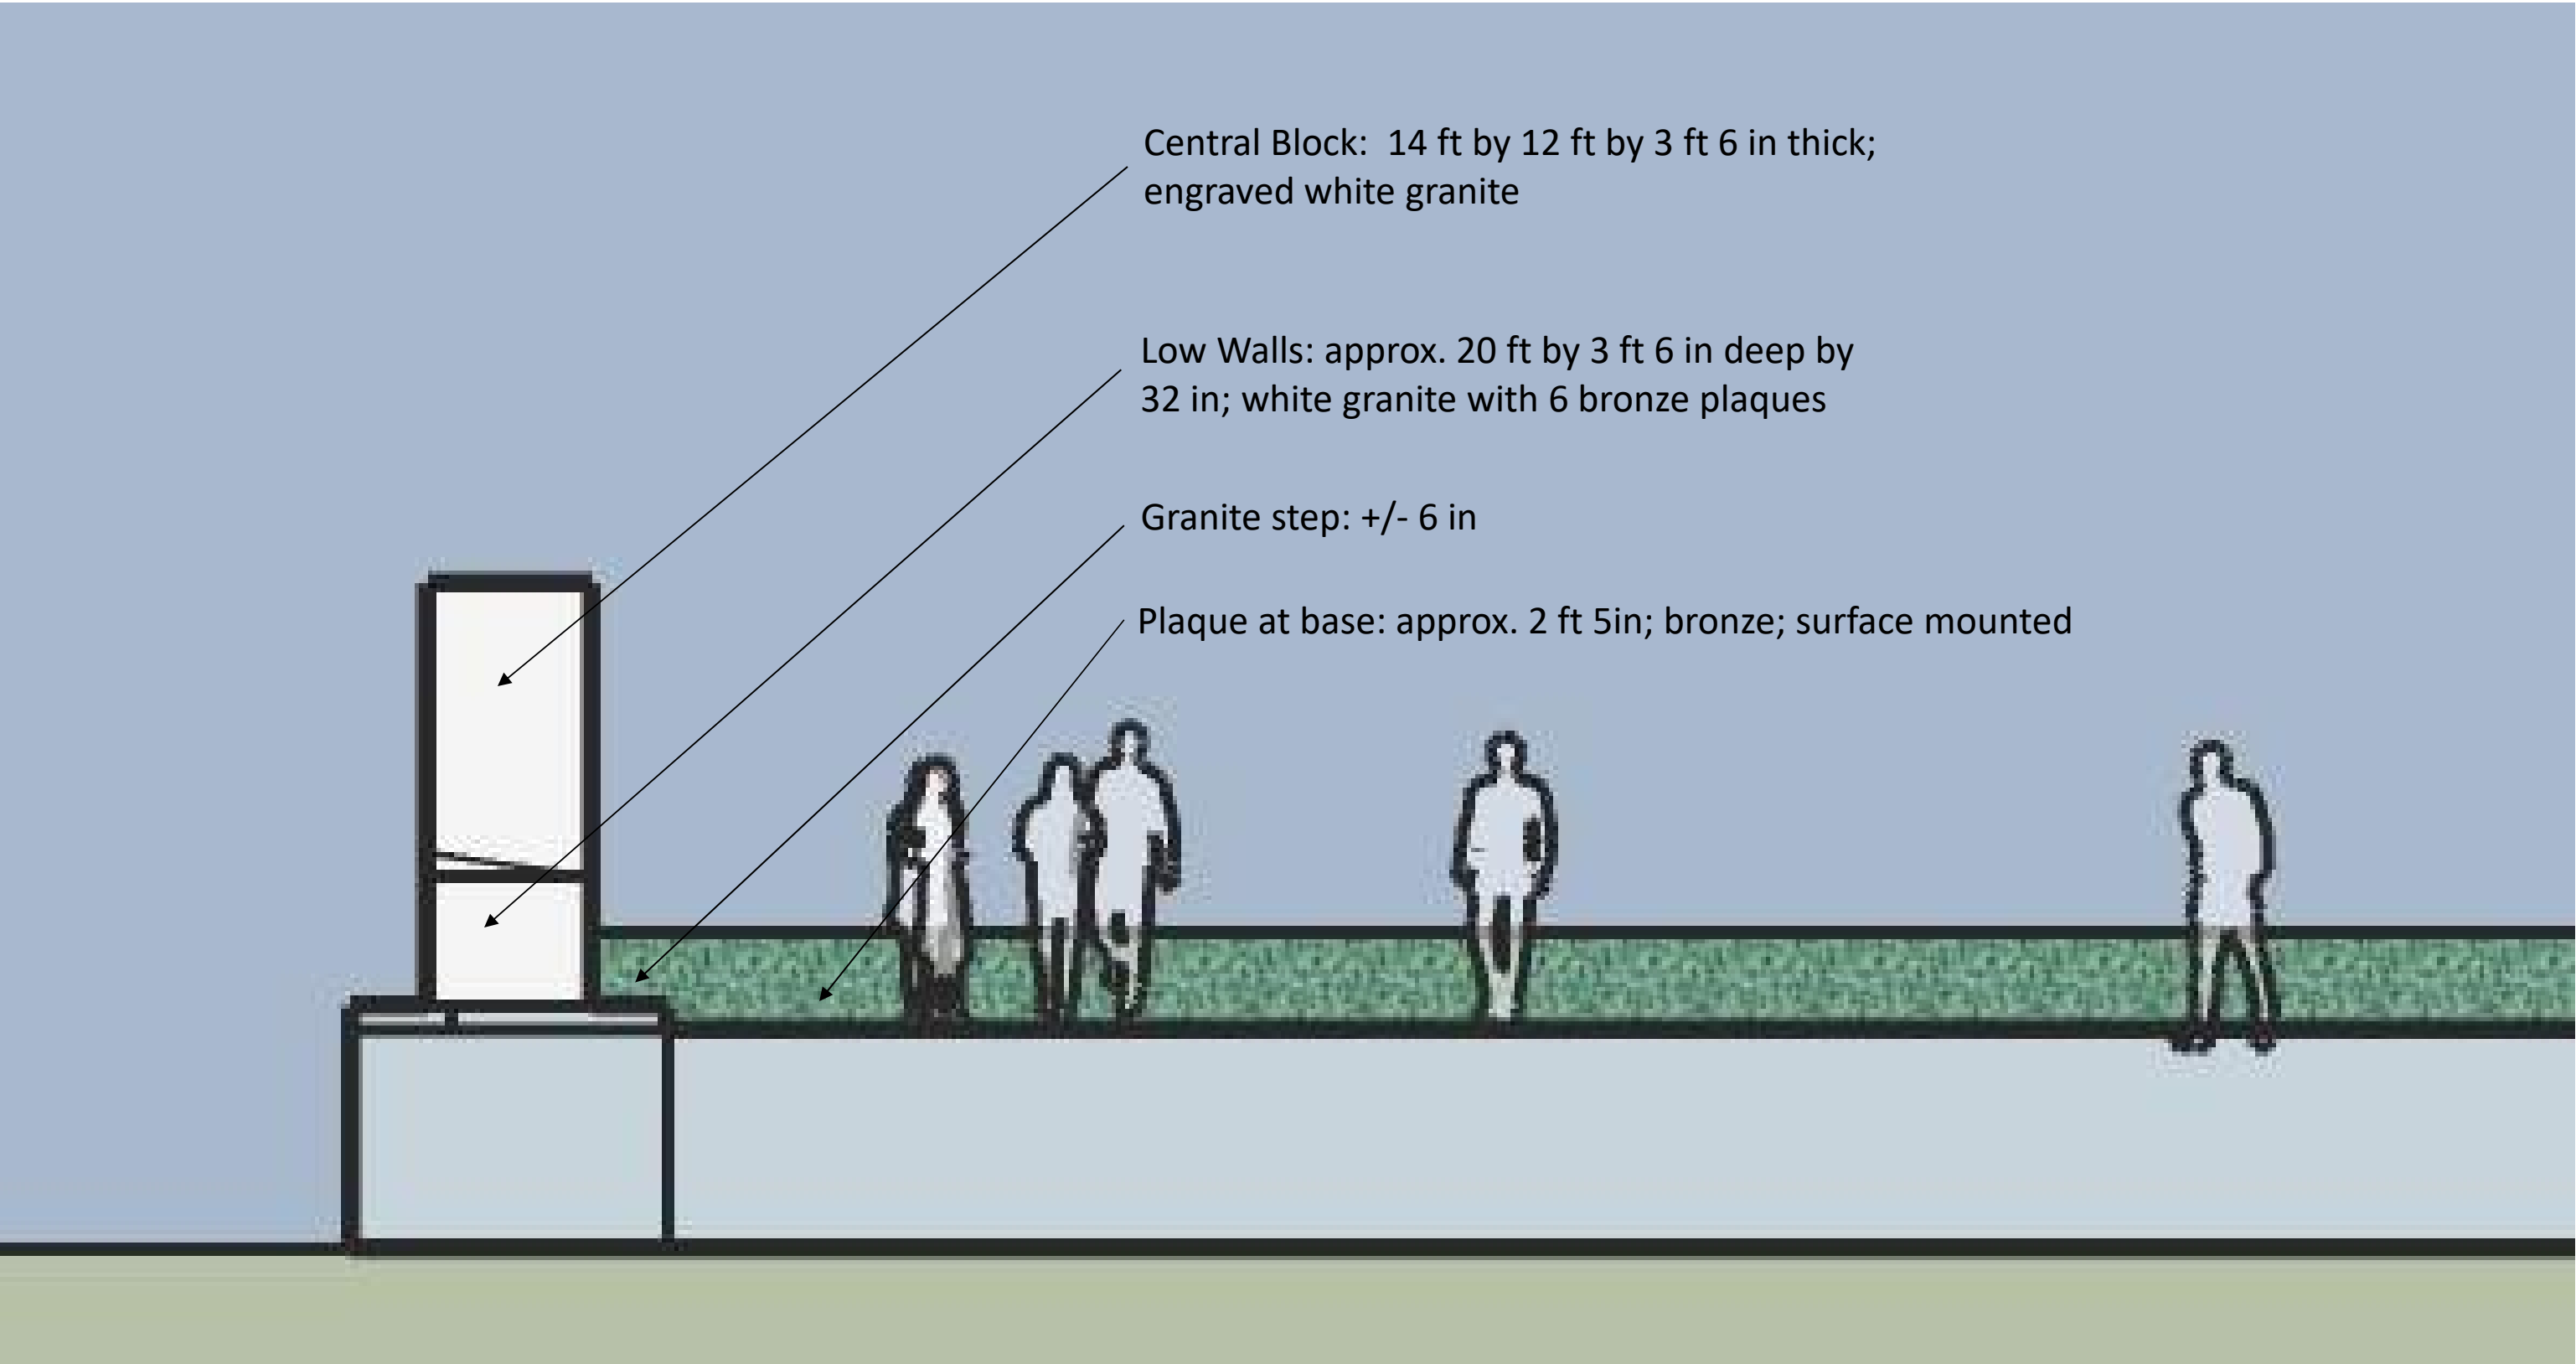 Central Block:  14 ft by 12 ft by 3 ft 6 in thick;
engraved white granite
Low Walls: approx. 20 ft by 3 ft 6 in deep by
32 in; white granite with 6 bronze plaques
Granite step: +/- 6 in
Plaque at base: approx. 2 ft 5in; bronze; surface mounted